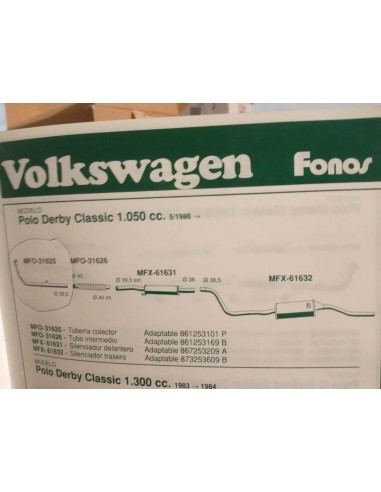 Volkswagen Fonos
MODELO:
Polo Derby Classic 1.050 cc. 5/1986 →
MFO-31625 MFO-31626
Ø 40
MFX-61631
Ø 39,5 ext. Ø 38 Ø 38,5
MFX-61632
Ø 39,5
Ø 40 int.
MFO-31625 - Tubería colector Adaptable 861253101 P
MFO-31626 - Tubo intermedio Adaptable 861253169 B
MFX-61631 - Silenciador delantero Adaptable 867253209 A
MFX-61632 - Silenciador trasero Adaptable 873253609 B
MODELO:
Polo Derby Classic 1.300 cc. 1983 → 1984